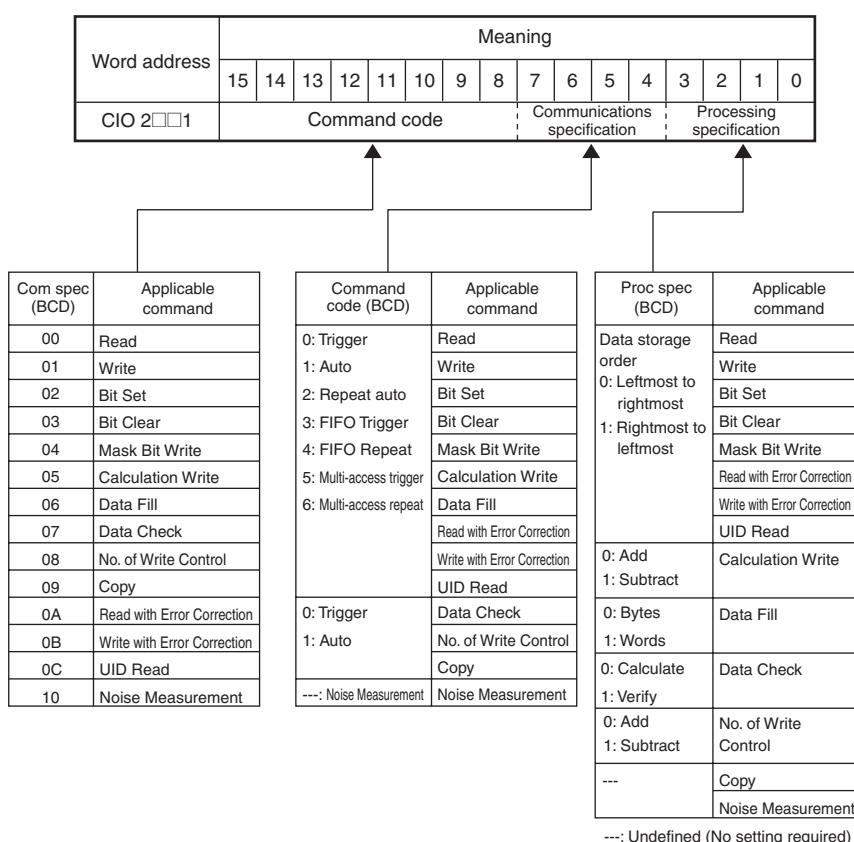 Word address
Meaning
15 14 13 12 11 10 9 8 7 6 5 4 3 2 1 0
CIO 2□□1
Command code
Communications
specification
Processing
specification
Com spec
(BCD)
Applicable
command
00 Read
01 Write
02 Bit Set
03 Bit Clear
04 Mask Bit Write
05 Calculation Write
06 Data Fill
07 Data Check
08 No. of Write Control
09 Copy
0A Read with Error Correction
0B Write with Error Correction
0C UID Read
10 Noise Measurement
Command
code (BCD)
Applicable
command
0: Trigger
1: Auto
2: Repeat auto
3: FIFO Trigger
4: FIFO Repeat
5: Multi-access trigger
6: Multi-access repeat
Read
Write
Bit Set
Bit Clear
Mask Bit Write
Calculation Write
Data Fill
Read with Error Correction
Write with Error Correction
UID Read
0: Trigger
1: Auto
Data Check
No. of Write Control
Copy
---: Noise Measurement
Noise Measurement
Proc spec
(BCD)
Applicable
command
Data storage
order
0: Leftmost to
rightmost
1: Rightmost to
leftmost
Read
Write
Bit Set
Bit Clear
Mask Bit Write
Read with Error Correction
Write with Error Correction
UID Read
0: Add
1: Subtract
Calculation Write
0: Bytes
1: Words
Data Fill
0: Calculate
1: Verify
Data Check
0: Add
1: Subtract
No. of Write
Control
---
Copy
Noise Measurement
---: Undefined (No setting required)